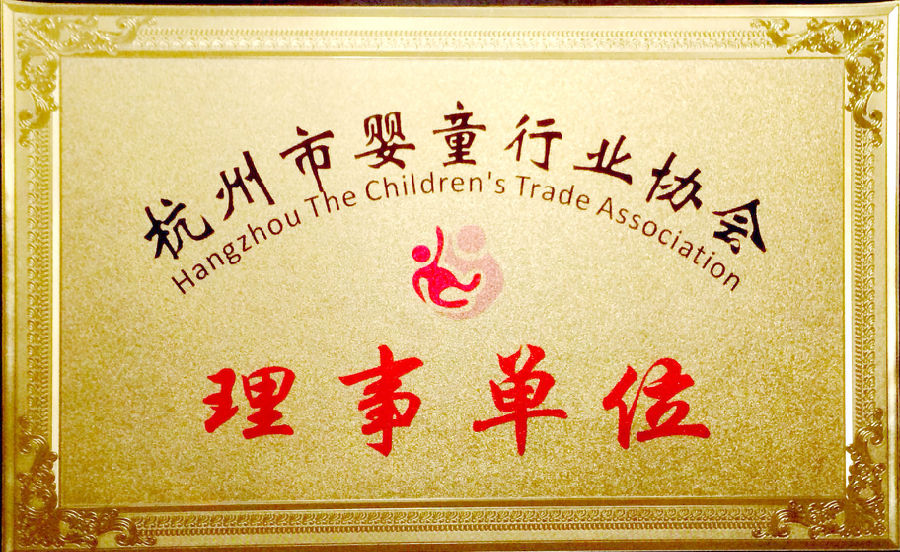 杭州市婴童行业协会
Hangzhou The Children's Trade Association
理事单位